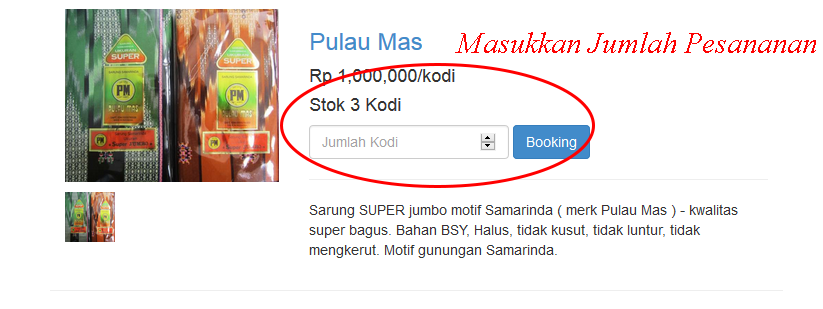 Pulau Mas
Masukkan Jumlah Pesananan
Rp 1,000,000/kodi
Stok 3 Kodi
Jumlah Kodi
Booking
SUPER
SUPER
PM
PM
Sarung SUPER jumbo motif Samarinda ( merk Pulau Mas ) - kwalitas
super bagus. Bahan BSY, Halus, tidak kusut, tidak luntur, tidak
mengkerut. Motif gunungan Samarinda.